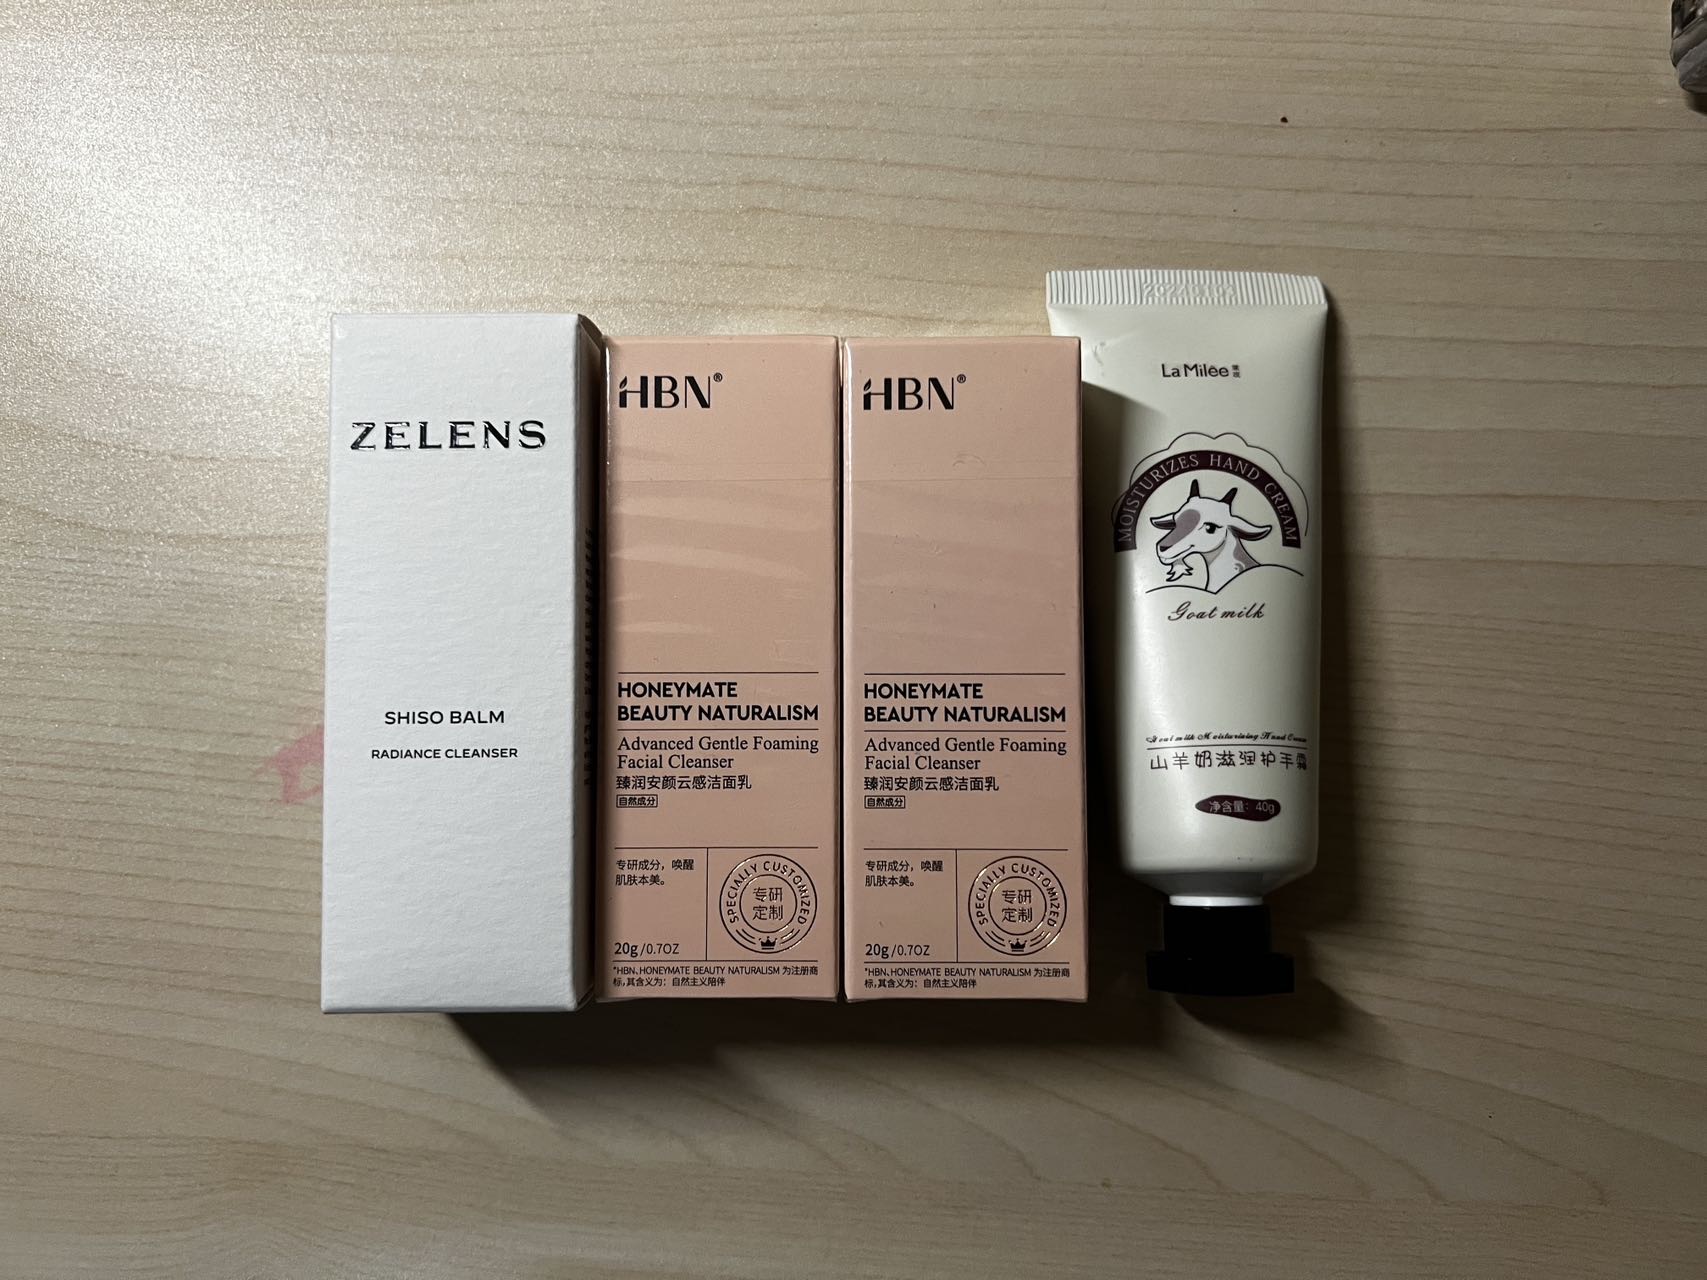 ZELENS
SHISO BALM
RADIANCE CLEANSER
HBN®
HONEYMATE
BEAUTY NATURALISM
Advanced Gentle Foaming
Facial Cleanser
臻润安颜云感洁面乳
自然成分
专研成分，唤醒
肌肤本美。
SPECIALLY CUSTOMIZED
专研
定制
20g/0.7OZ
*HBN、HONEYMATE BEAUTY NATURALISM 为注册商
标，其含义为：自然主义陪伴
HBN®
HONEYMATE
BEAUTY NATURALISM
Advanced Gentle Foaming
Facial Cleanser
臻润安颜云感洁面乳
自然成分
专研成分，唤醒
肌肤本美。
SPECIALLY CUSTOMIZED
专研
定制
20g/0.7OZ
*HBN、HONEYMATE BEAUTY NATURALISM 为注册商
标，其含义为：自然主义陪伴
La Milêe
MOISTURIZES HAND CREAM
Goat milk
Goat milk Moisturizing Hand Cream
山羊奶滋润护手霜
净含量：40g